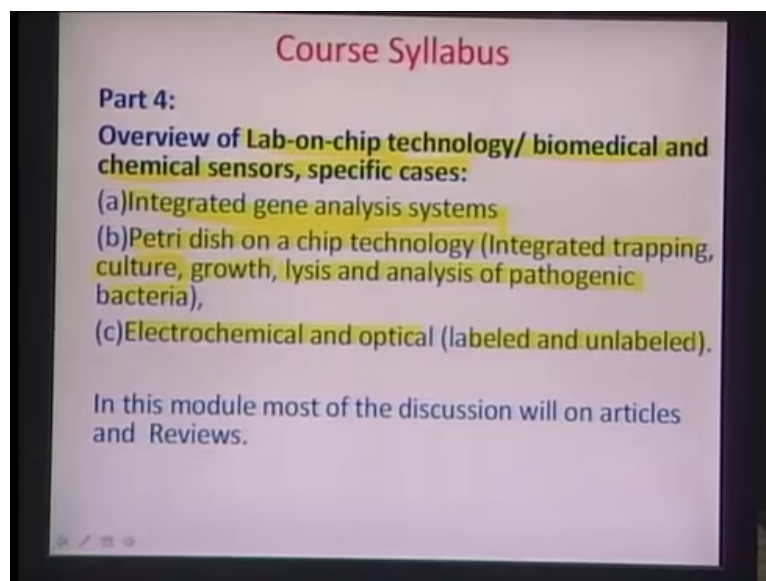 Course Syllabus
Part 4:
Overview of Lab-on-chip technology/ biomedical and
chemical sensors, specific cases:
(a)Integrated gene analysis systems
(b)Petri dish on a chip technology (Integrated trapping,
culture, growth, lysis and analysis of pathogenic
bacteria),
(c)Electrochemical and optical (labeled and unlabeled).
In this module most of the discussion will on articles
and Reviews.